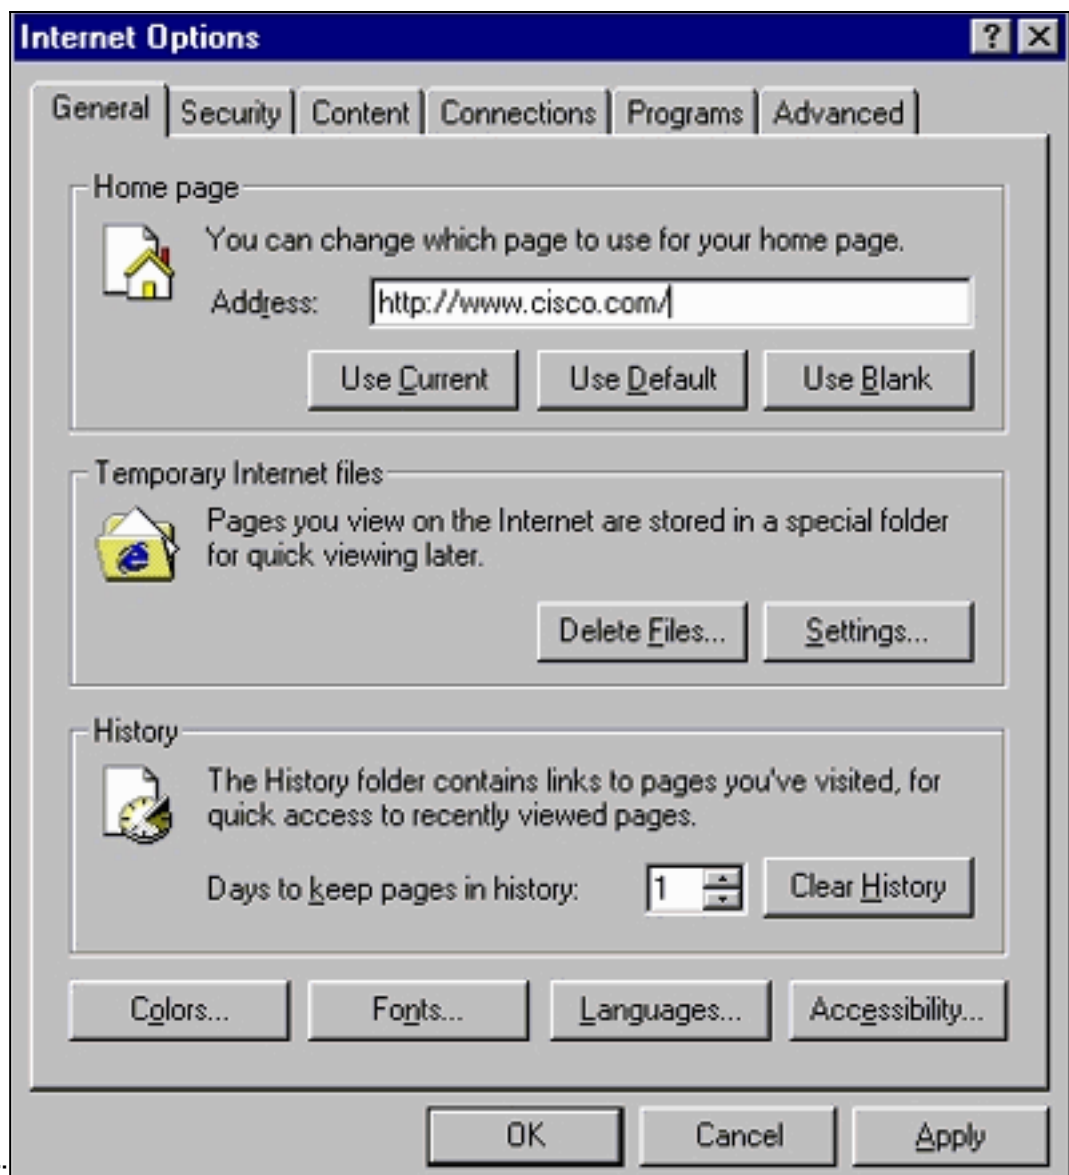 Internet Options
General Security Content Connections Programs Advanced
Home page
You can change which page to use for your home page.
Address: http://www.cisco.com/
Use Current Use Default Use Blank
Temporary Internet files
Pages you view on the Internet are stored in a special folder
for quick viewing later.
Delete Files... Settings...
History
The History folder contains links to pages you've visited, for
quick access to recently viewed pages.
Days to keep pages in history: 1 Clear History
Colors... Fonts... Languages... Accessibility...
OK Cancel Apply